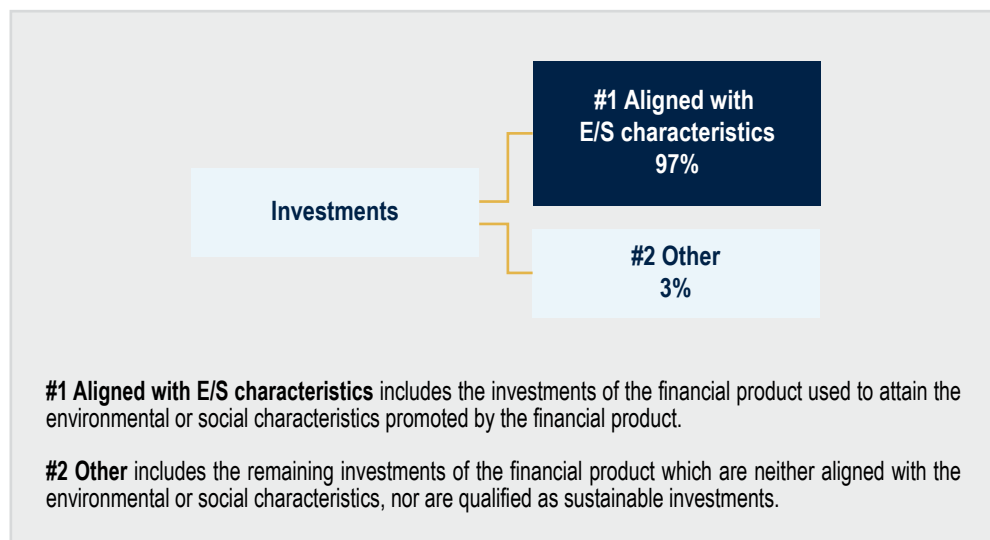 #1 Aligned with
E/S characteristics
97%
Investments
#2 Other
3%
#1 Aligned with E/S characteristics includes the investments of the financial product used to attain the
environmental or social characteristics promoted by the financial product.
#2 Other includes the remaining investments of the financial product which are neither aligned with the
environmental or social characteristics, nor are qualified as sustainable investments.